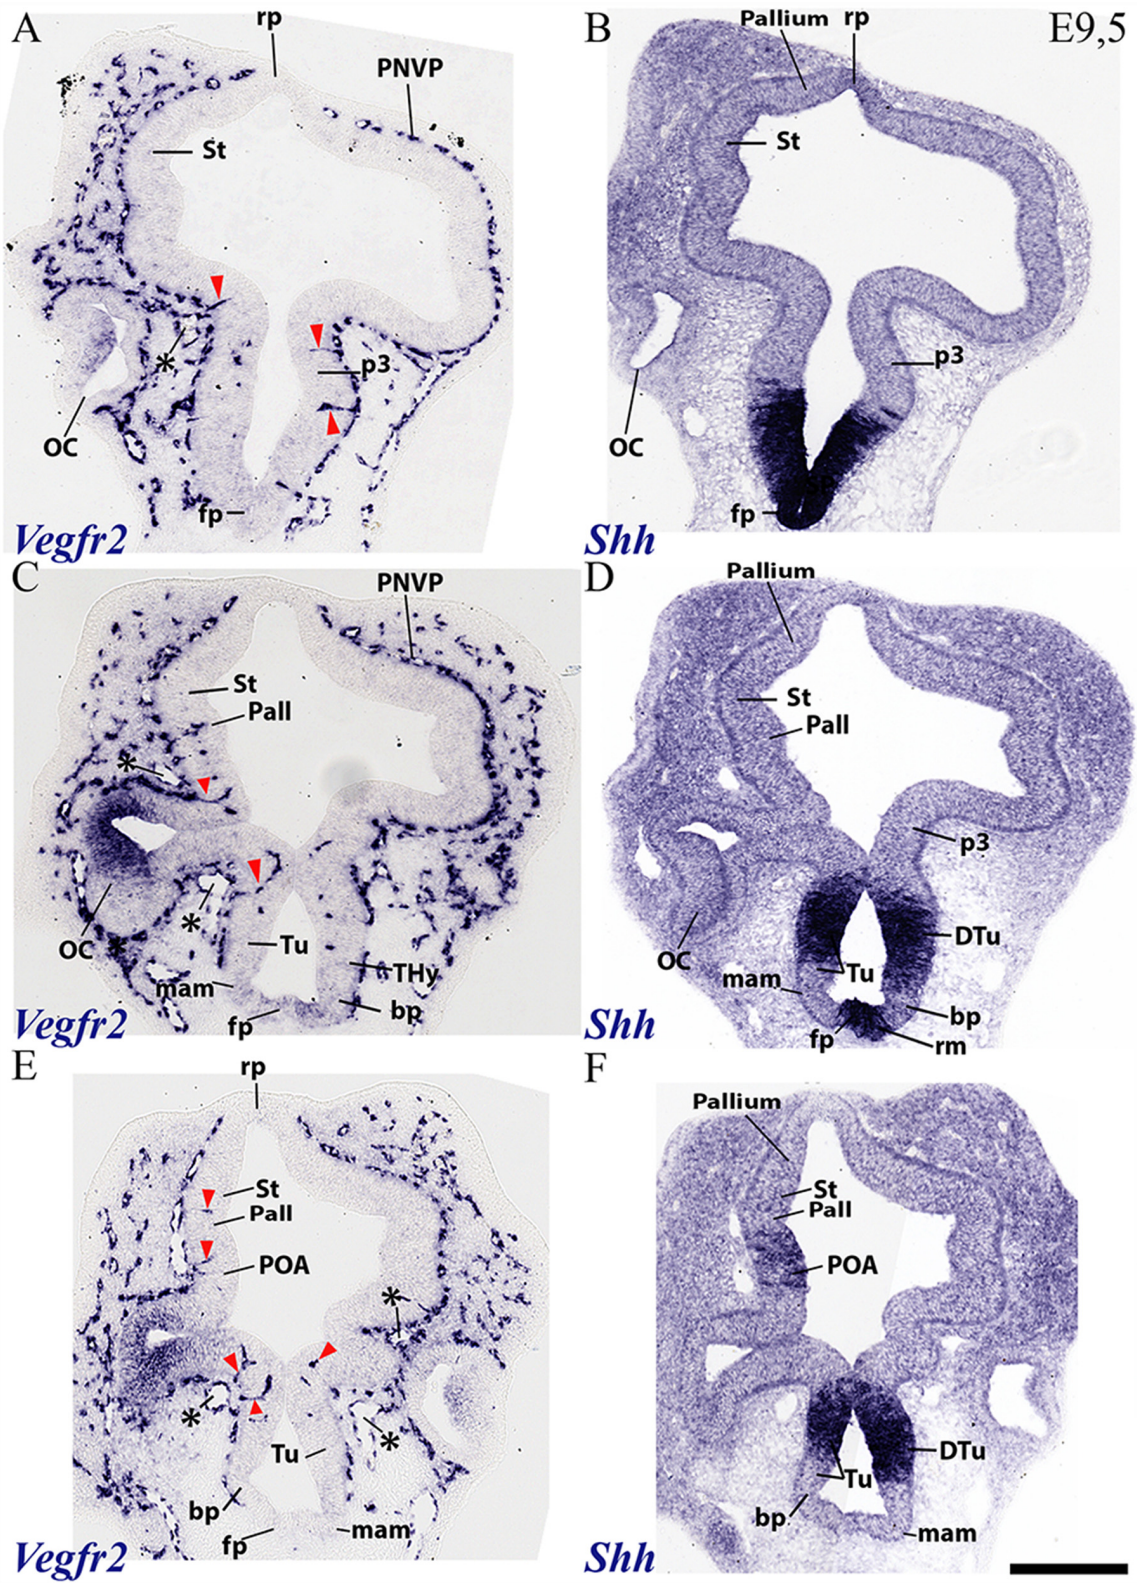 A
rp
PNVP
St
*
p3
OC
fp
Vegfr2
B
Pallium
rp
E9,5
St
p3
OC
fp
Shh
C
PNVP
St
Pall
*
*
Tu
OC
*
THy
mam
bp
fp
Vegfr2
D
Pallium
St
Pall
p3
DTu
OC
Tu
mam
bp
fp
rm
Shh
E
rp
St
Pall
POA
*
*
*
Tu
bp
fp
mam
Vegfr2
F
Pallium
St
Pall
POA
DTu
Tu
bp
mam
Shh